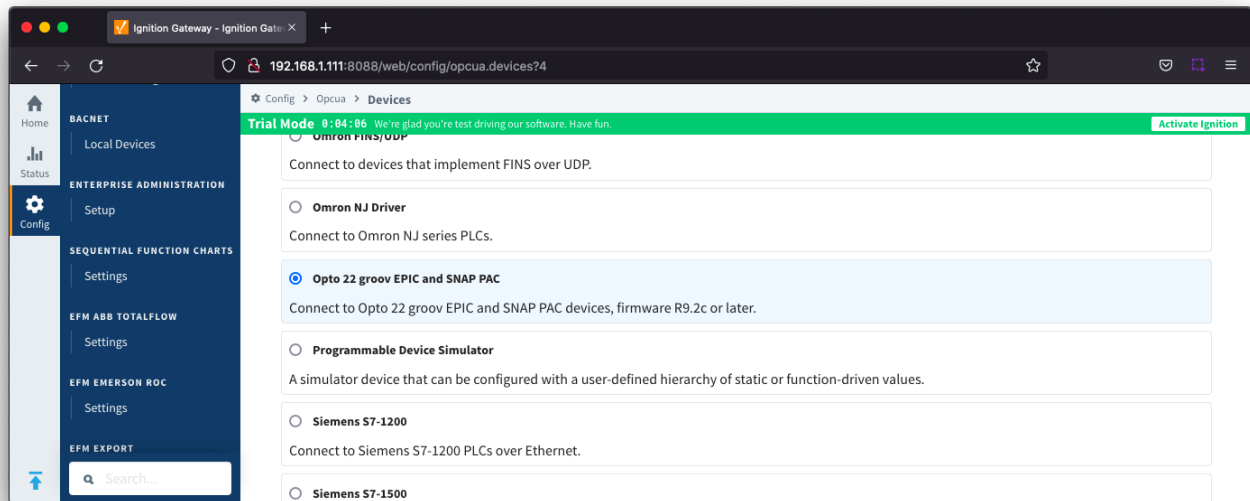 Ignition Gateway - Ignition Gate
192.168.1.111:8088/web/config/opcua.devices?4
Home
Status
Config
BACNET
Local Devices
ENTERPRISE ADMINISTRATION
Setup
SEQUENTIAL FUNCTION CHARTS
Settings
EFM ABB TOTALFLOW
Settings
EFM EMERSON ROC
Settings
EFM EXPORT
Search...
Config > Opcua > Devices
Trial Mode 0:04:06 We're glad you're test driving our software. Have fun. Activate Ignition
Omron FINS/UDP
Connect to devices that implement FINS over UDP.
Omron NJ Driver
Connect to Omron NJ series PLCs.
Opto 22 groov EPIC and SNAP PAC
Connect to Opto 22 groov EPIC and SNAP PAC devices, firmware R9.2c or later.
Programmable Device Simulator
A simulator device that can be configured with a user-defined hierarchy of static or function-driven values.
Siemens S7-1200
Connect to Siemens S7-1200 PLCs over Ethernet.
Siemens S7-1500